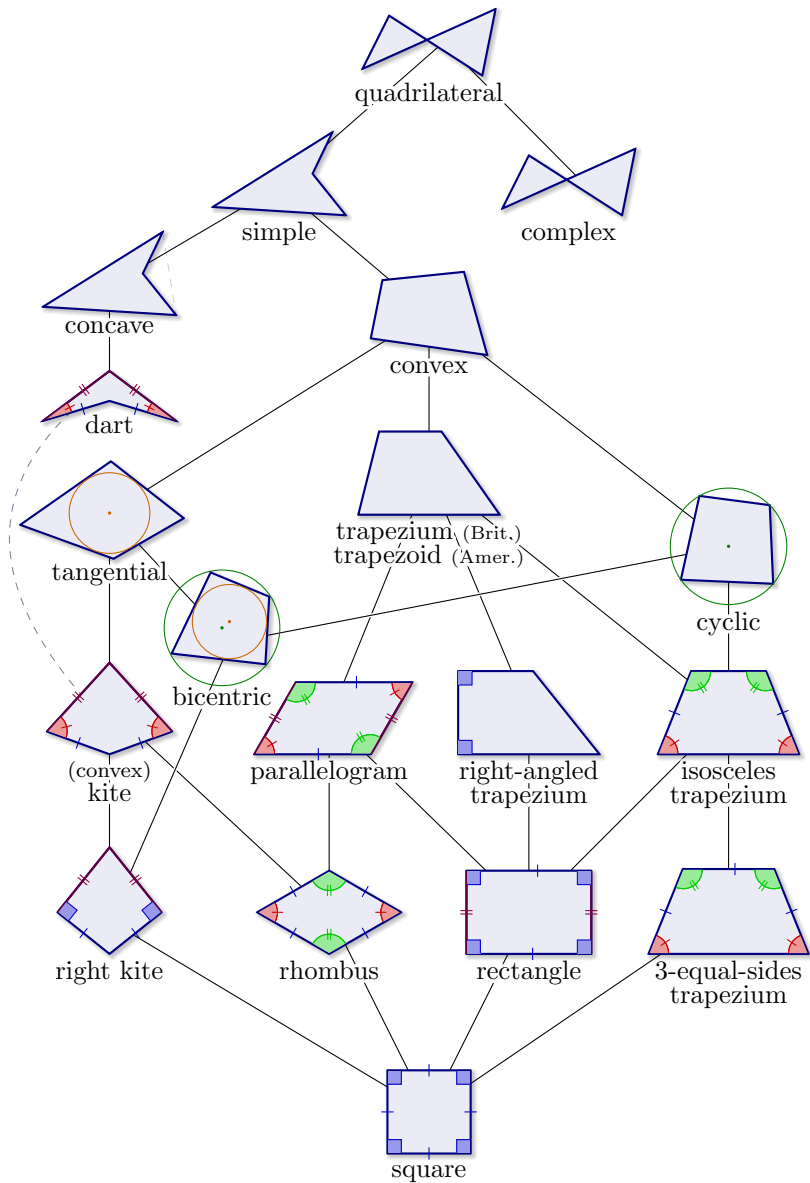 quadrilateral
simple
complex
concave
convex
dart
trapezium (Brit.)
trapezoid (Amer.)
tangential
cyclic
bicentric
(convex)
kite
parallelogram
right-angled
trapezium
isosceles
trapezium
right kite
rhombus
rectangle
3-equal-sides
trapezium
square